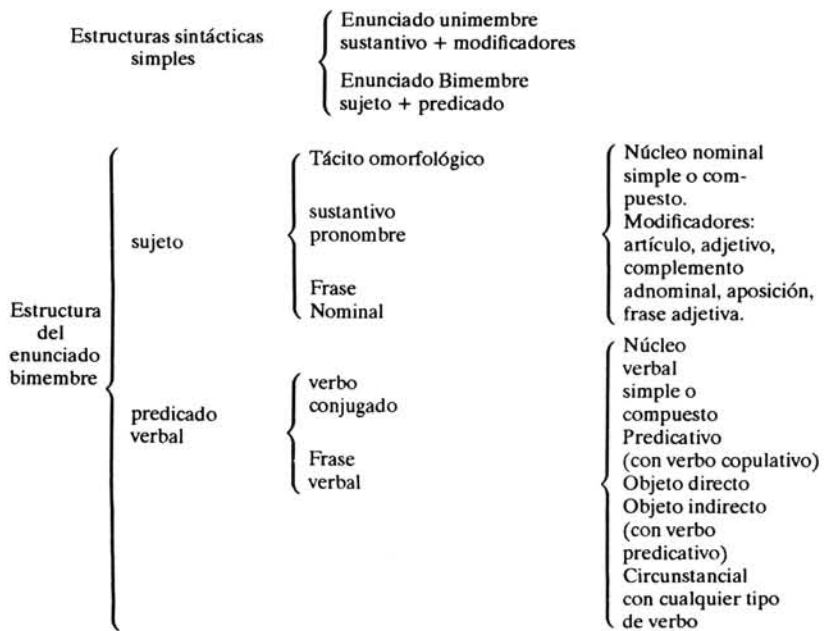 Estructuras sintácticas
simples
Enunciado unimembre
sustantivo + modificadores
Enunciado Bimembre
sujeto + predicado
Estructura
del
enunciado
bimembre
sujeto
Tácito omorfológico
sustantivo
pronombre
Frase
Nominal
Núcleo nominal
simple o com-
puesto.
Modificadores:
artículo, adjetivo,
complemento
adnominal, aposición,
frase adjetiva.
predicado
verbal
verbo
conjugado
Frase
verbal
Núcleo
verbal
simple o
compuesto
Predicativo
(con verbo copulativo)
Objeto directo
Objeto indirecto
(con verbo
predicativo)
Circunstancial
con cualquier tipo
de verbo